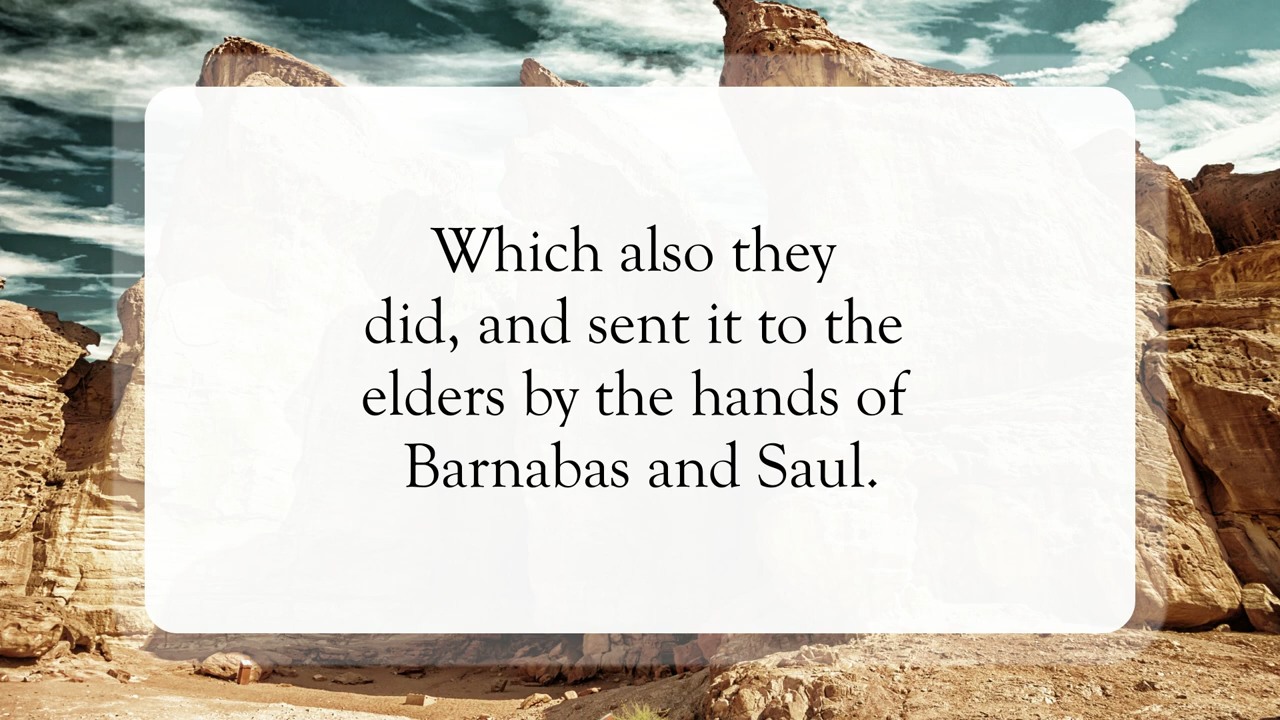 Which also they
did, and sent it to the
elders by the hands of
Barnabas and Saul.